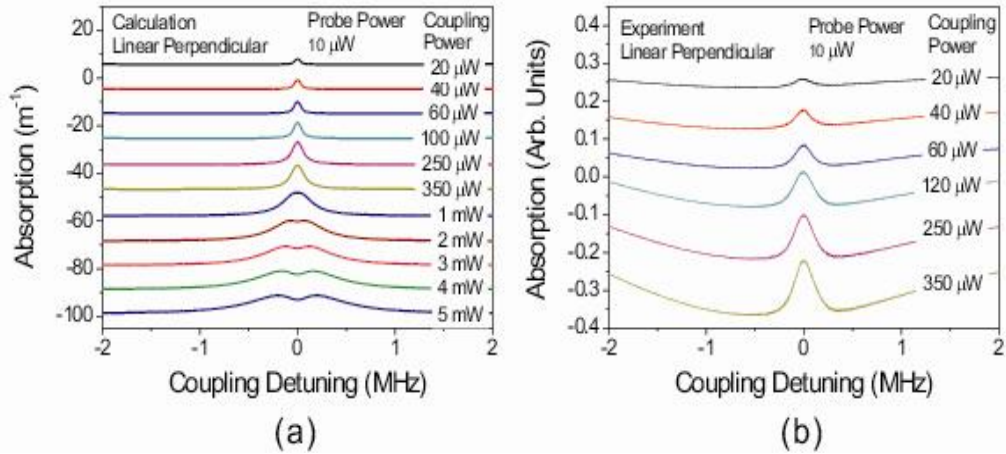 Calculation
Linear Perpendicular
Probe Power
10 μW
Coupling
Power
20 μW
40 μW
60 μW
100 μW
250 μW
350 μW
1 mW
2 mW
3 mW
4 mW
5 mW
20
0
-20
-40
-60
-80
-100
Absorption (m⁻¹)
-2
-1
0
1
2
Coupling Detuning (MHz)
(a)
Experiment
Linear Perpendicular
Probe Power
10 μW
Coupling
Power
20 μW
40 μW
60 μW
120 μW
250 μW
350 μW
0.4
0.3
0.2
0.1
0.0
-0.1
-0.2
-0.3
-0.4
Absorption (Arb. Units)
-2
-1
0
1
2
Coupling Detuning (MHz)
(b)